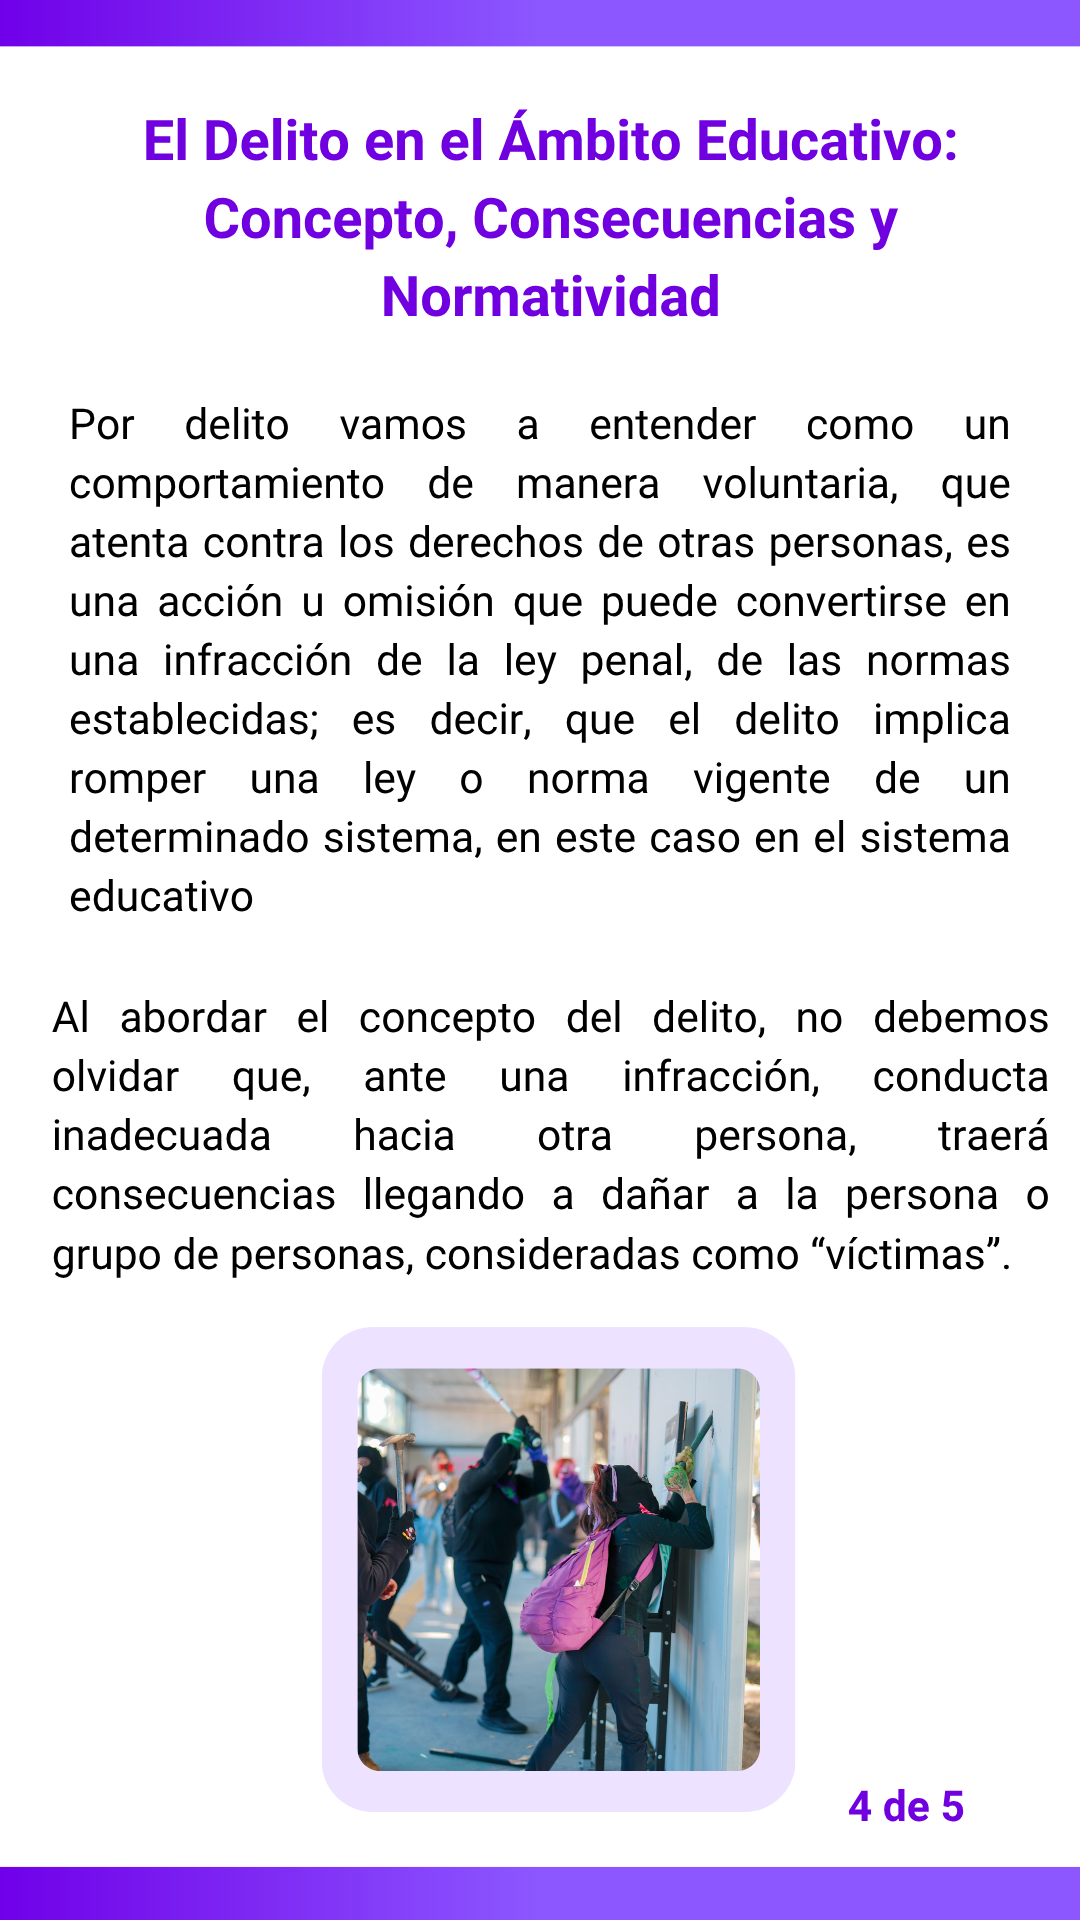 El Delito en el Ámbito Educativo:
Concepto, Consecuencias y
Normatividad
Por delito vamos a entender como un
comportamiento de manera voluntaria, que
atenta contra los derechos de otras personas, es
una acción u omisión que puede convertirse en
una infracción de la ley penal, de las normas
establecidas; es decir, que el delito implica
romper una ley o norma vigente de un
determinado sistema, en este caso en el sistema
educativo
Al abordar el concepto del delito, no debemos
olvidar que, ante una infracción, conducta
inadecuada hacia otra persona, traerá
consecuencias llegando a dañar a la persona o
grupo de personas, consideradas como “víctimas”.
4 de 5